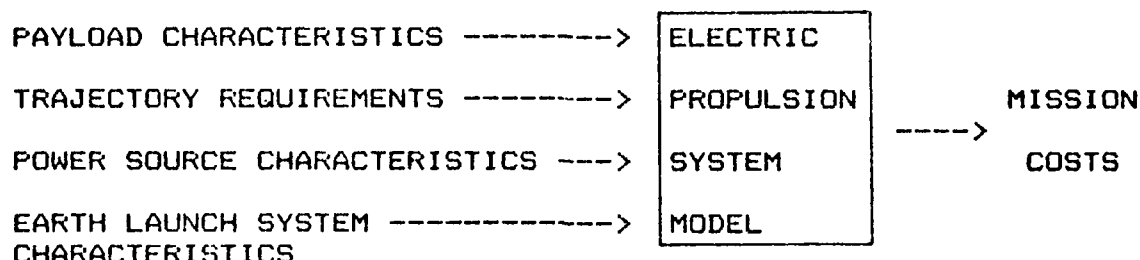 PAYLOAD CHARACTERISTICS ---------> ELECTRIC
TRAJECTORY REQUIREMENTS ---------> PROPULSION MISSION
---->
POWER SOURCE CHARACTERISTICS ---> SYSTEM COSTS
EARTH LAUNCH SYSTEM -------------> MODEL
CHARACTERISTICS